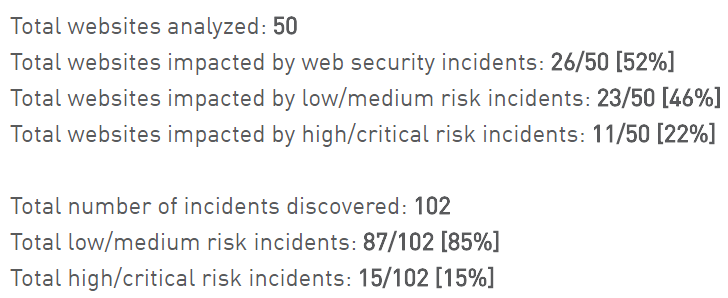 Total websites analyzed: 50
Total websites impacted by web security incidents: 26/50 [52%]
Total websites impacted by low/medium risk incidents: 23/50 [46%]
Total websites impacted by high/critical risk incidents: 11/50 [22%]
Total number of incidents discovered: 102
Total low/medium risk incidents: 87/102 [85%]
Total high/critical risk incidents: 15/102 [15%]